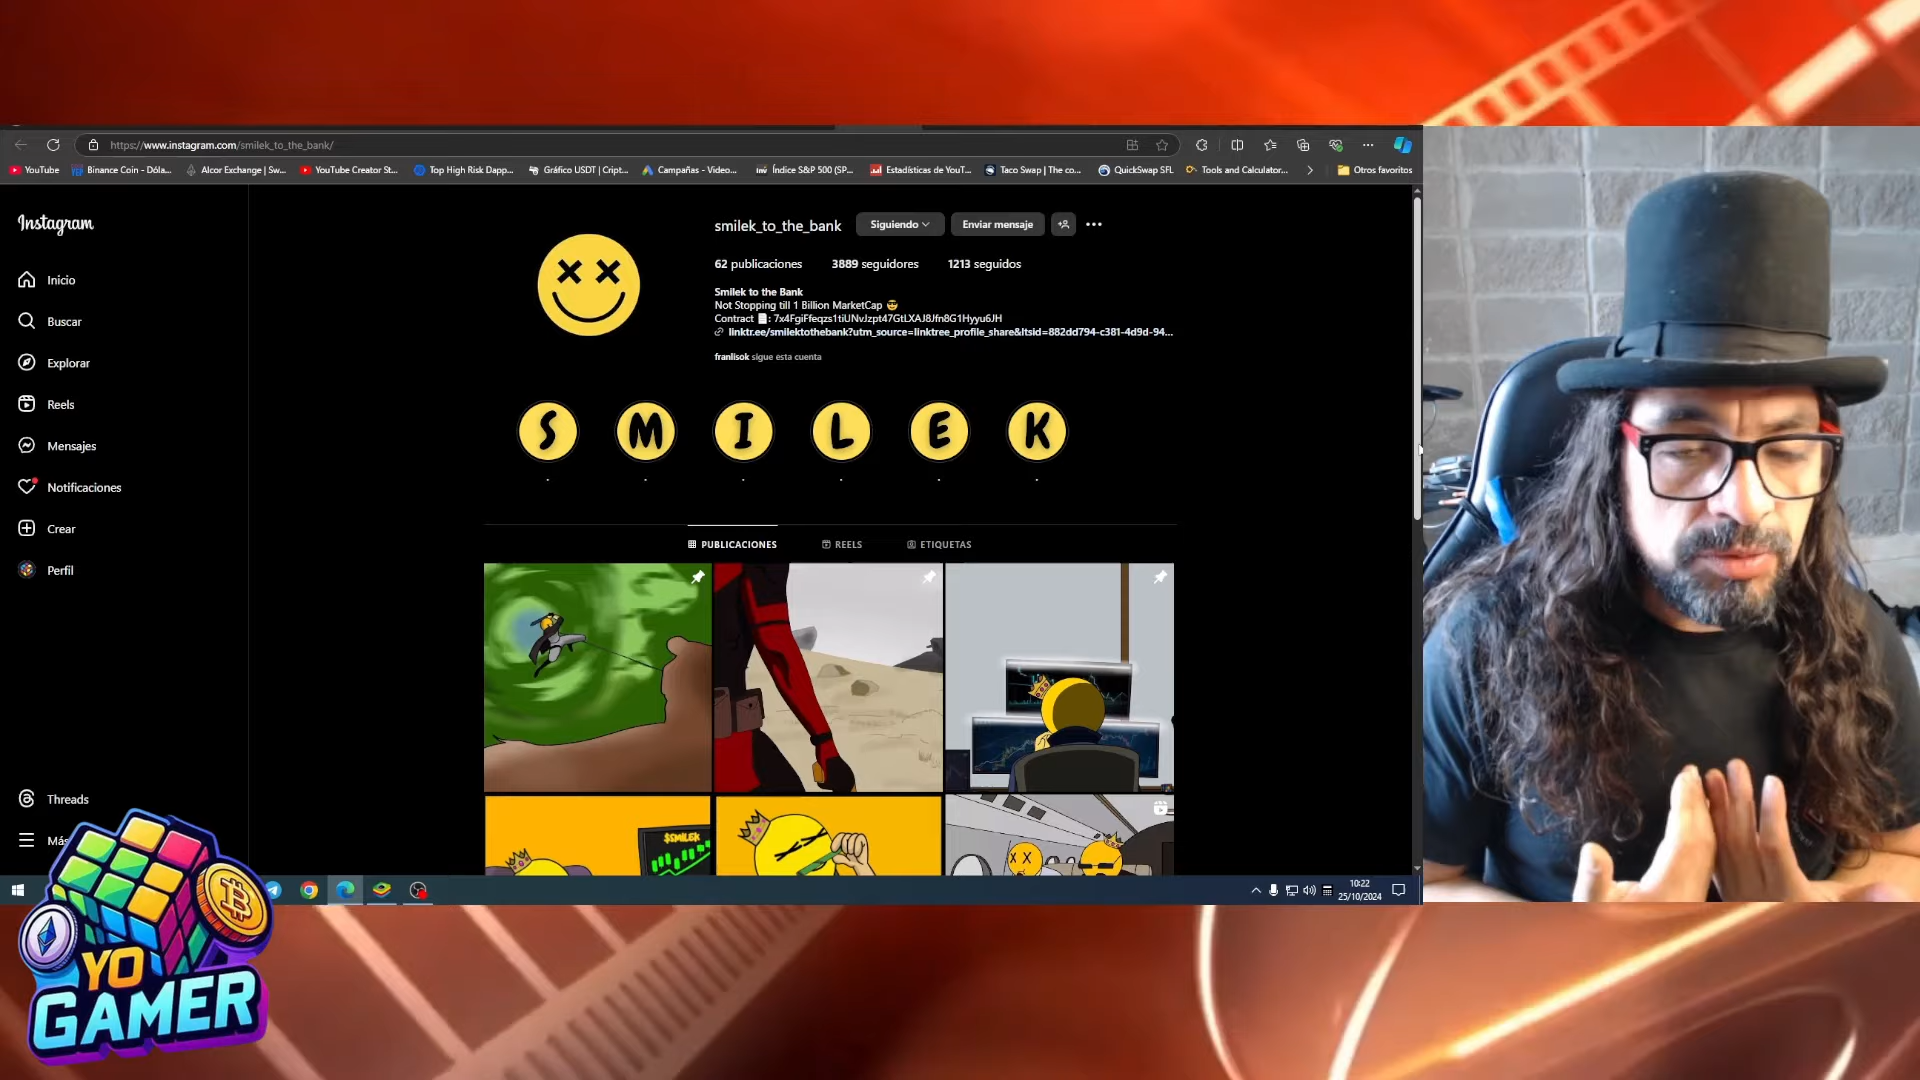 https://www.instagram.com/smilek_to_the_bank/
YouTube
Binance Coin - Dóla...
Alcor Exchange | Sw...
YouTube Creator St...
Top High Risk Dapp...
Gráfico USDT | Cript...
Campañas - Video...
Índice S&P 500 (SP...
Estadísticas de YouT...
Taco Swap | The co...
QuickSwap SFL
Tools and Calculator...
Otros favoritos
Instagram
Inicio
Buscar
Explorar
Reels
Mensajes
Notificaciones
Crear
Perfil
Threads
Más
smilek_to_the_bank
Siguiendo
Enviar mensaje
62 publicaciones
3889 seguidores
1213 seguidos
Smilek to the Bank
Not Stopping till 1 Billion MarketCap 😎
Contract 🧾: 7x4FgiFfeqzs1tiUNvJzpt47GtLXAJ8Jfn8G1Hyyu6JH
linktr.ee/smilektothebank?utm_source=linktree_profile_share&ltsid=882dd794-c381-4d9d-94...
franlisok sigue esta cuenta
S M I L E K
PUBLICACIONES
REELS
ETIQUETAS
$SMILEK
10:22
25/10/2024
YO
GAMER